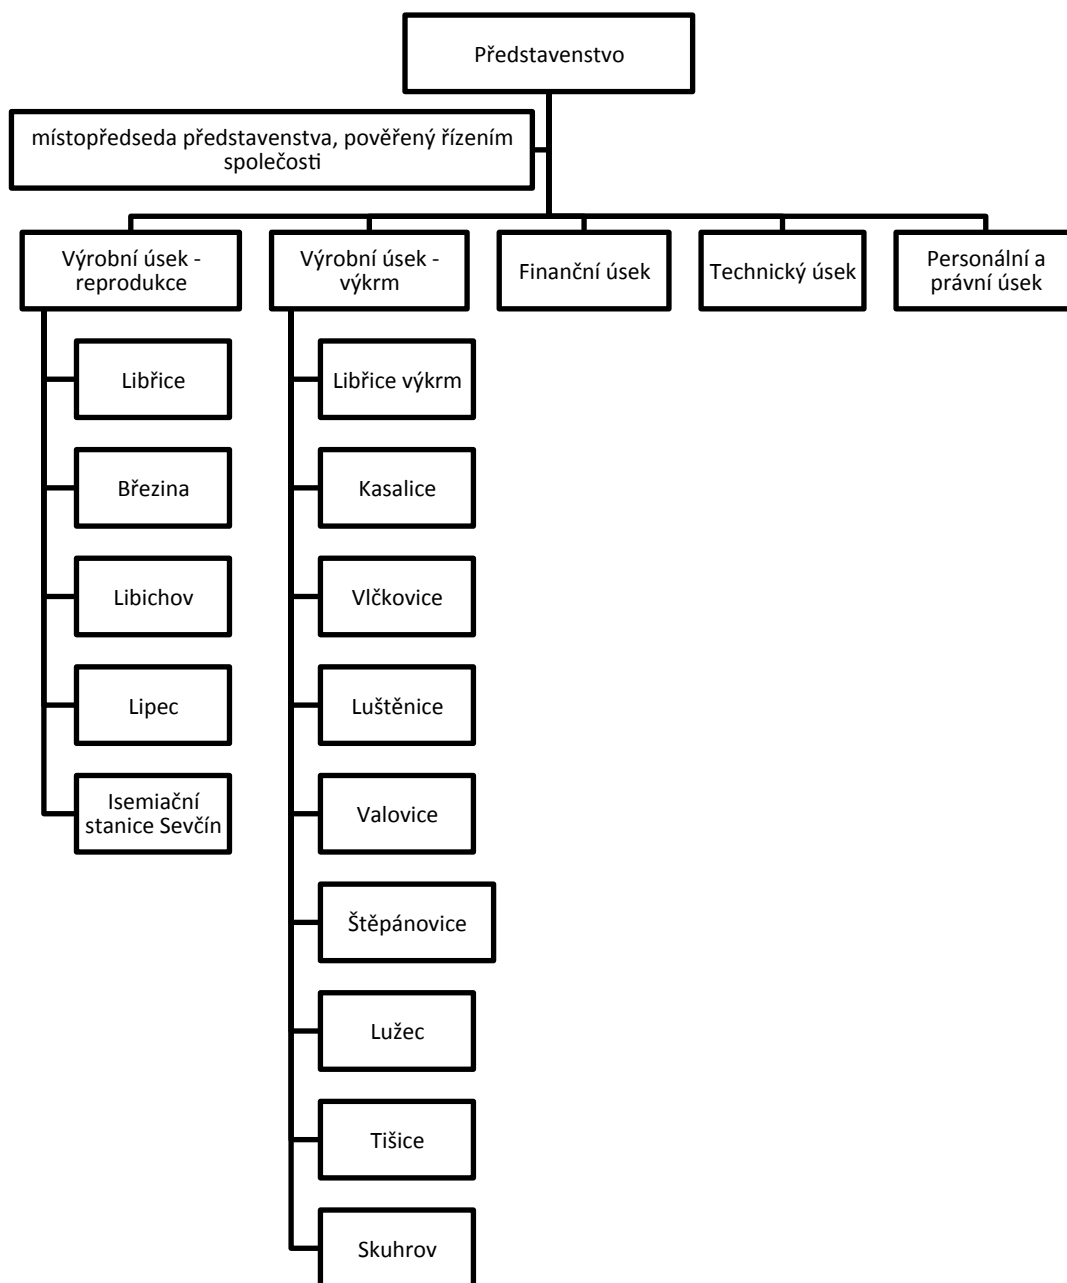 Představenstvo
místopředseda představenstva, pověřený řízením
společosti
Výrobní úsek -
reprodukce
Výrobní úsek -
výkrm
Finanční úsek
Technický úsek
Personální a
právní úsek
Libřice
Březina
Libichov
Lipec
Isemiační
stanice Sevčín
Libřice výkrm
Kasalice
Vlčkovice
Luštěnice
Valovice
Štěpánovice
Lužec
Tišice
Skuhrov